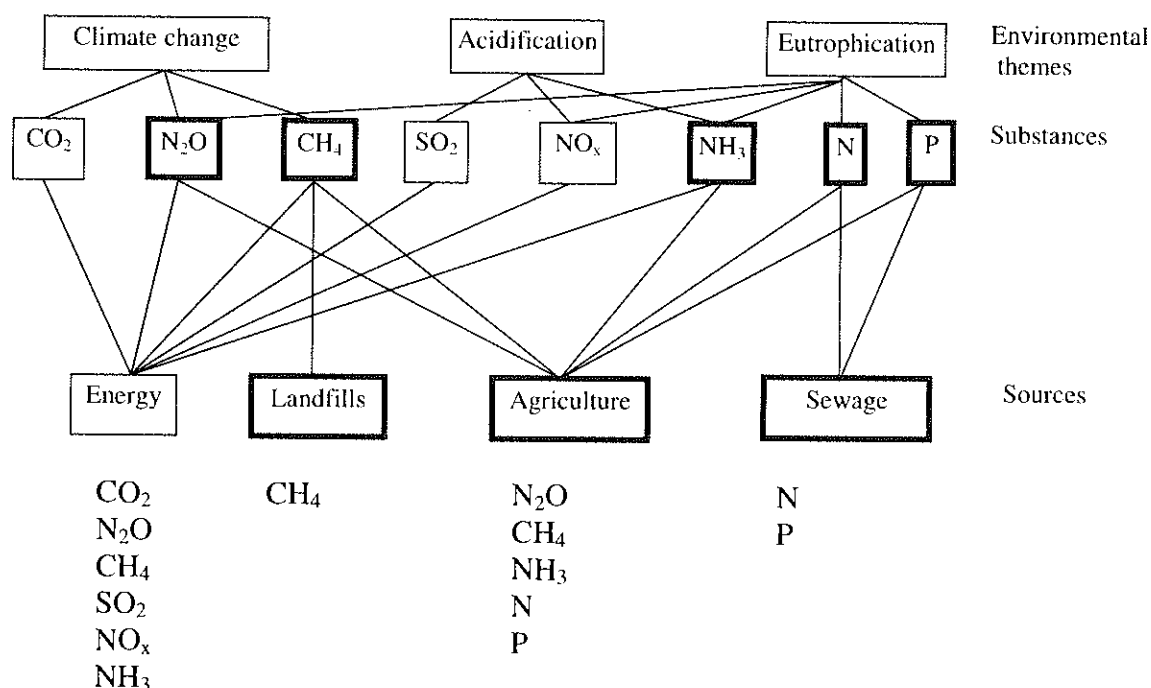 Climate change
Acidification
Eutrophication
Environmental
themes
CO₂
N₂O
CH₄
SO₂
NOₓ
NH₃
N
P
Substances
Energy
Landfills
Agriculture
Sewage
Sources
CO₂ CH₄ N₂O N
N₂O CH₄ P
CH₄ NH₃
SO₂ N
NOₓ P
NH₃